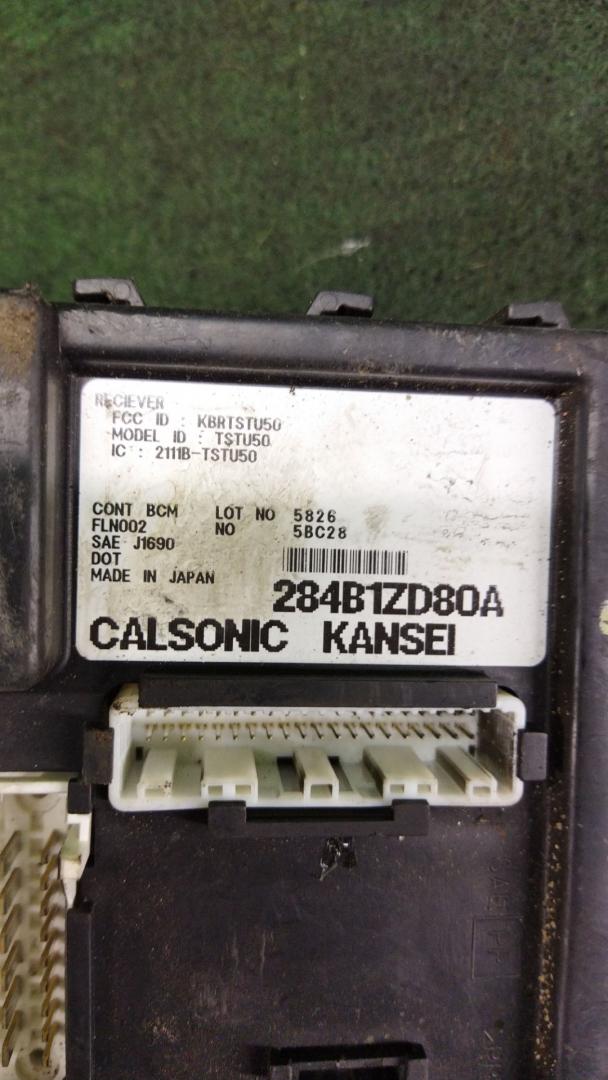 RECIEVER
FCC ID : KBRTSTU50
MODEL ID : TSTU50
IC : 2111B-TSTU50
CONT BCM LOT NO 5826
FLN002 NO 5BC28
SAE J1690
DOT
MADE IN JAPAN
284B1ZD80A
CALSONIC KANSEI